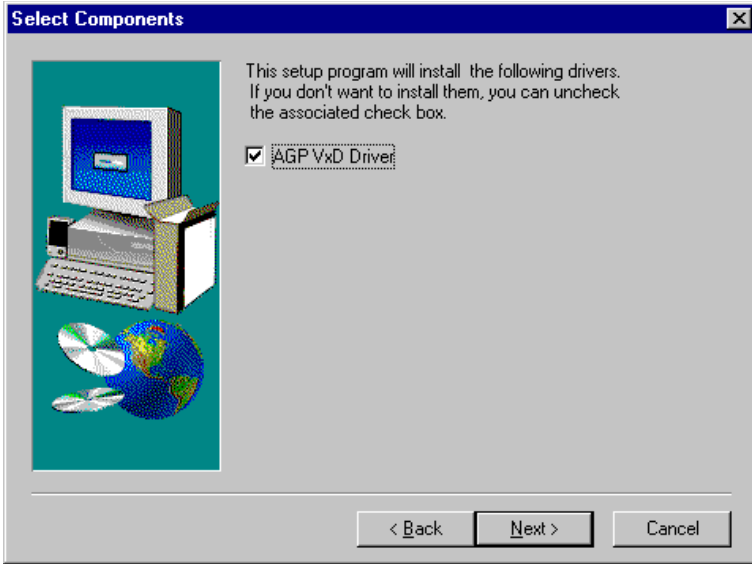 Select Components
This setup program will install  the following drivers.
If you don't want to install them, you can uncheck
the associated check box.
AGP VxD Driver
< Back
Next >
Cancel